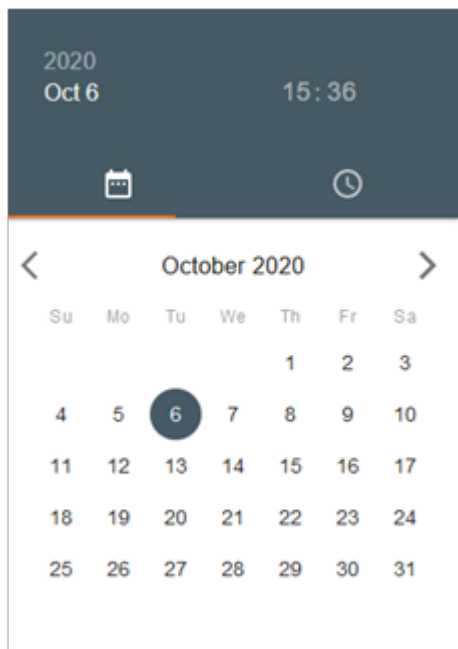 2020
Oct 6 15:36
October 2020
Su Mo Tu We Th Fr Sa
1 2 3
4 5 6 7 8 9 10
11 12 13 14 15 16 17
18 19 20 21 22 23 24
25 26 27 28 29 30 31